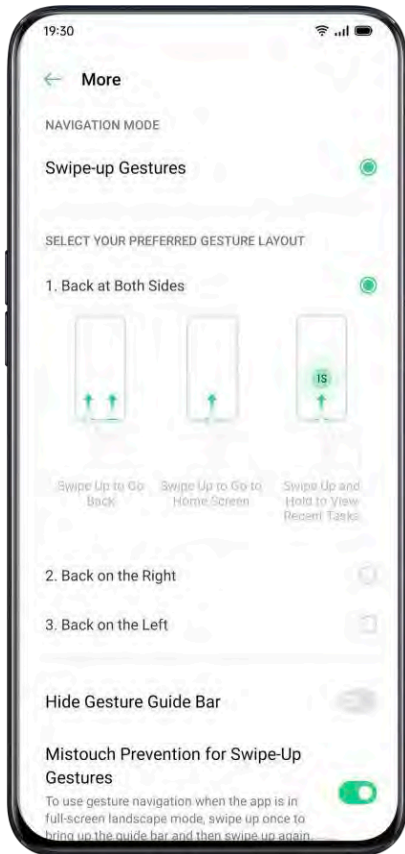 19:30
More
NAVIGATION MODE
Swipe-up Gestures
SELECT YOUR PREFERRED GESTURE LAYOUT
1. Back at Both Sides
1S
Swipe Up to Go Back
Swipe Up to Go to Home Screen
Swipe Up and Hold to View Recent Tasks
2. Back on the Right
3. Back on the Left
Hide Gesture Guide Bar
Mistouch Prevention for Swipe-Up
Gestures
To use gesture navigation when the app is in
full-screen landscape mode, swipe up once to
bring up the guide bar and then swipe up again.